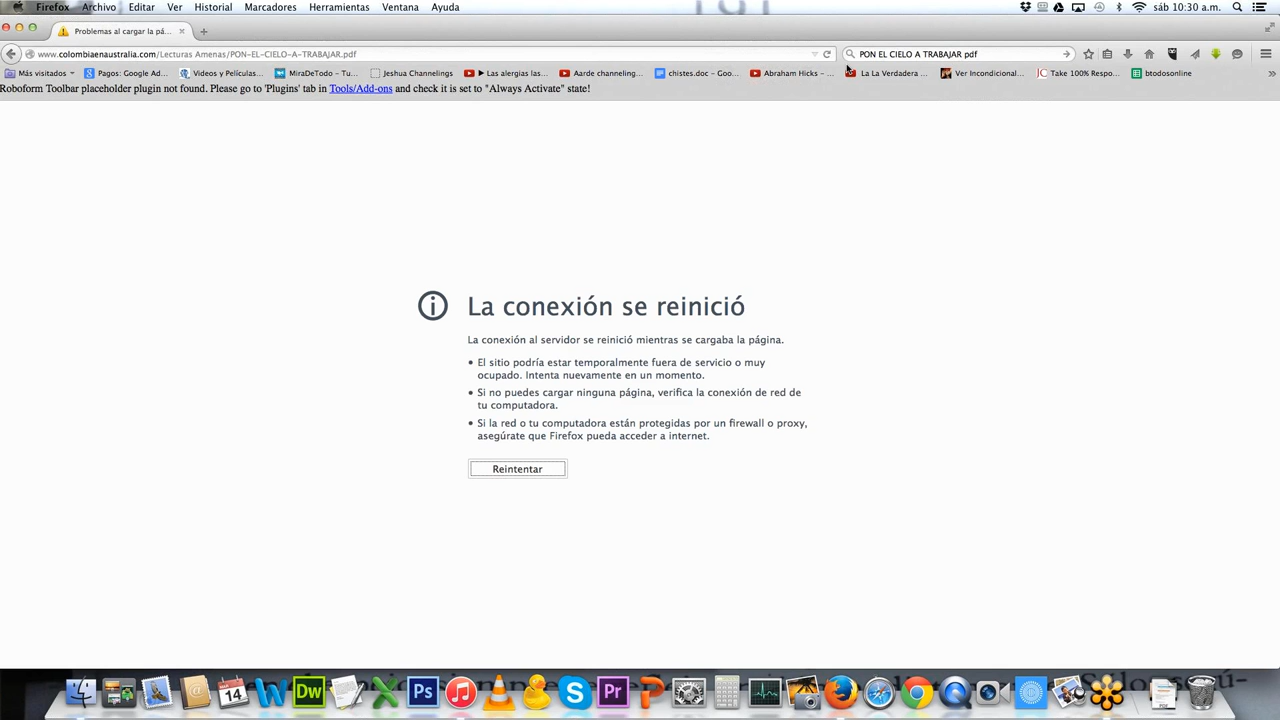 Firefox Archivo Editar Ver Historial Marcadores Herramientas Ventana Ayuda sáb 10:30 a.m.
Problemas al cargar la pá...
www.colombiaenaustralia.com/Lecturas Amenas/PON-EL-CIELO-A-TRABAJAR.pdf PON EL CIELO A TRABAJAR pdf
Más visitados Pagos: Google Ad... Videos y Películas... MiraDeTodo - Tu... Jeshua Channelings ▶ Las alergias las... Aarde channeling... chistes.doc - Goo... Abraham Hicks - ... La La Verdadera ... Ver Incondicional... Take 100% Respo... btodosonline
Roboform Toolbar placeholder plugin not found. Please go to 'Plugins' tab in Tools/Add-ons and check it is set to "Always Activate" state!
La conexión se reinició
La conexión al servidor se reinició mientras se cargaba la página.
• El sitio podría estar temporalmente fuera de servicio o muy
ocupado. Intenta nuevamente en un momento.
• Si no puedes cargar ninguna página, verifica la conexión de red de
tu computadora.
• Si la red o tu computadora están protegidas por un firewall o proxy,
asegúrate que Firefox pueda acceder a internet.
Reintentar
14 Dw Ps Pr